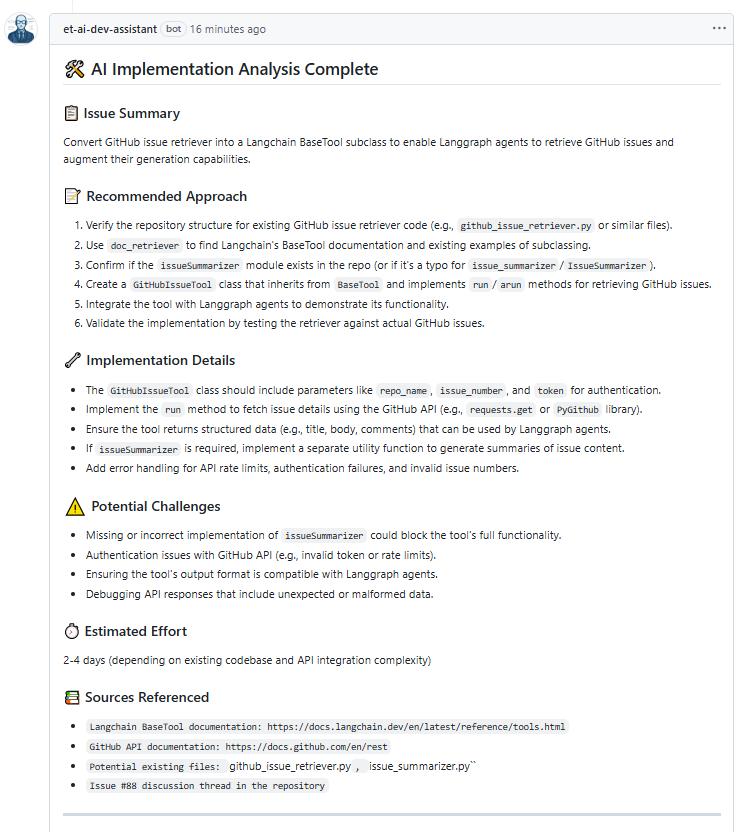 et-ai-dev-assistant bot 16 minutes ago
AI Implementation Analysis Complete
Issue Summary
Convert GitHub issue retriever into a Langchain BaseTool subclass to enable Langgraph agents to retrieve GitHub issues and
augment their generation capabilities.
Recommended Approach
1. Verify the repository structure for existing GitHub issue retriever code (e.g., github_issue_retriever.py or similar files).
2. Use doc_retriever to find Langchain's BaseTool documentation and existing examples of subclassing.
3. Confirm if the issueSummarizer module exists in the repo (or if it's a typo for issue_summarizer / IssueSummarizer ).
4. Create a GitHubIssueTool class that inherits from BaseTool and implements run / arun methods for retrieving GitHub issues.
5. Integrate the tool with Langgraph agents to demonstrate its functionality.
6. Validate the implementation by testing the retriever against actual GitHub issues.
Implementation Details
• The GitHubIssueTool class should include parameters like repo_name , issue_number , and token for authentication.
• Implement the run method to fetch issue details using the GitHub API (e.g., requests.get or PyGithub library).
• Ensure the tool returns structured data (e.g., title, body, comments) that can be used by Langgraph agents.
• If issueSummarizer is required, implement a separate utility function to generate summaries of issue content.
• Add error handling for API rate limits, authentication failures, and invalid issue numbers.
Potential Challenges
• Missing or incorrect implementation of issueSummarizer could block the tool's full functionality.
• Authentication issues with GitHub API (e.g., invalid token or rate limits).
• Ensuring the tool's output format is compatible with Langgraph agents.
• Debugging API responses that include unexpected or malformed data.
Estimated Effort
2-4 days (depending on existing codebase and API integration complexity)
Sources Referenced
• Langchain BaseTool documentation: https://docs.langchain.dev/en/latest/reference/tools.html
• GitHub API documentation: https://docs.github.com/en/rest
• Potential existing files: github_issue_retriever.py , issue_summarizer.py``
• Issue #88 discussion thread in the repository